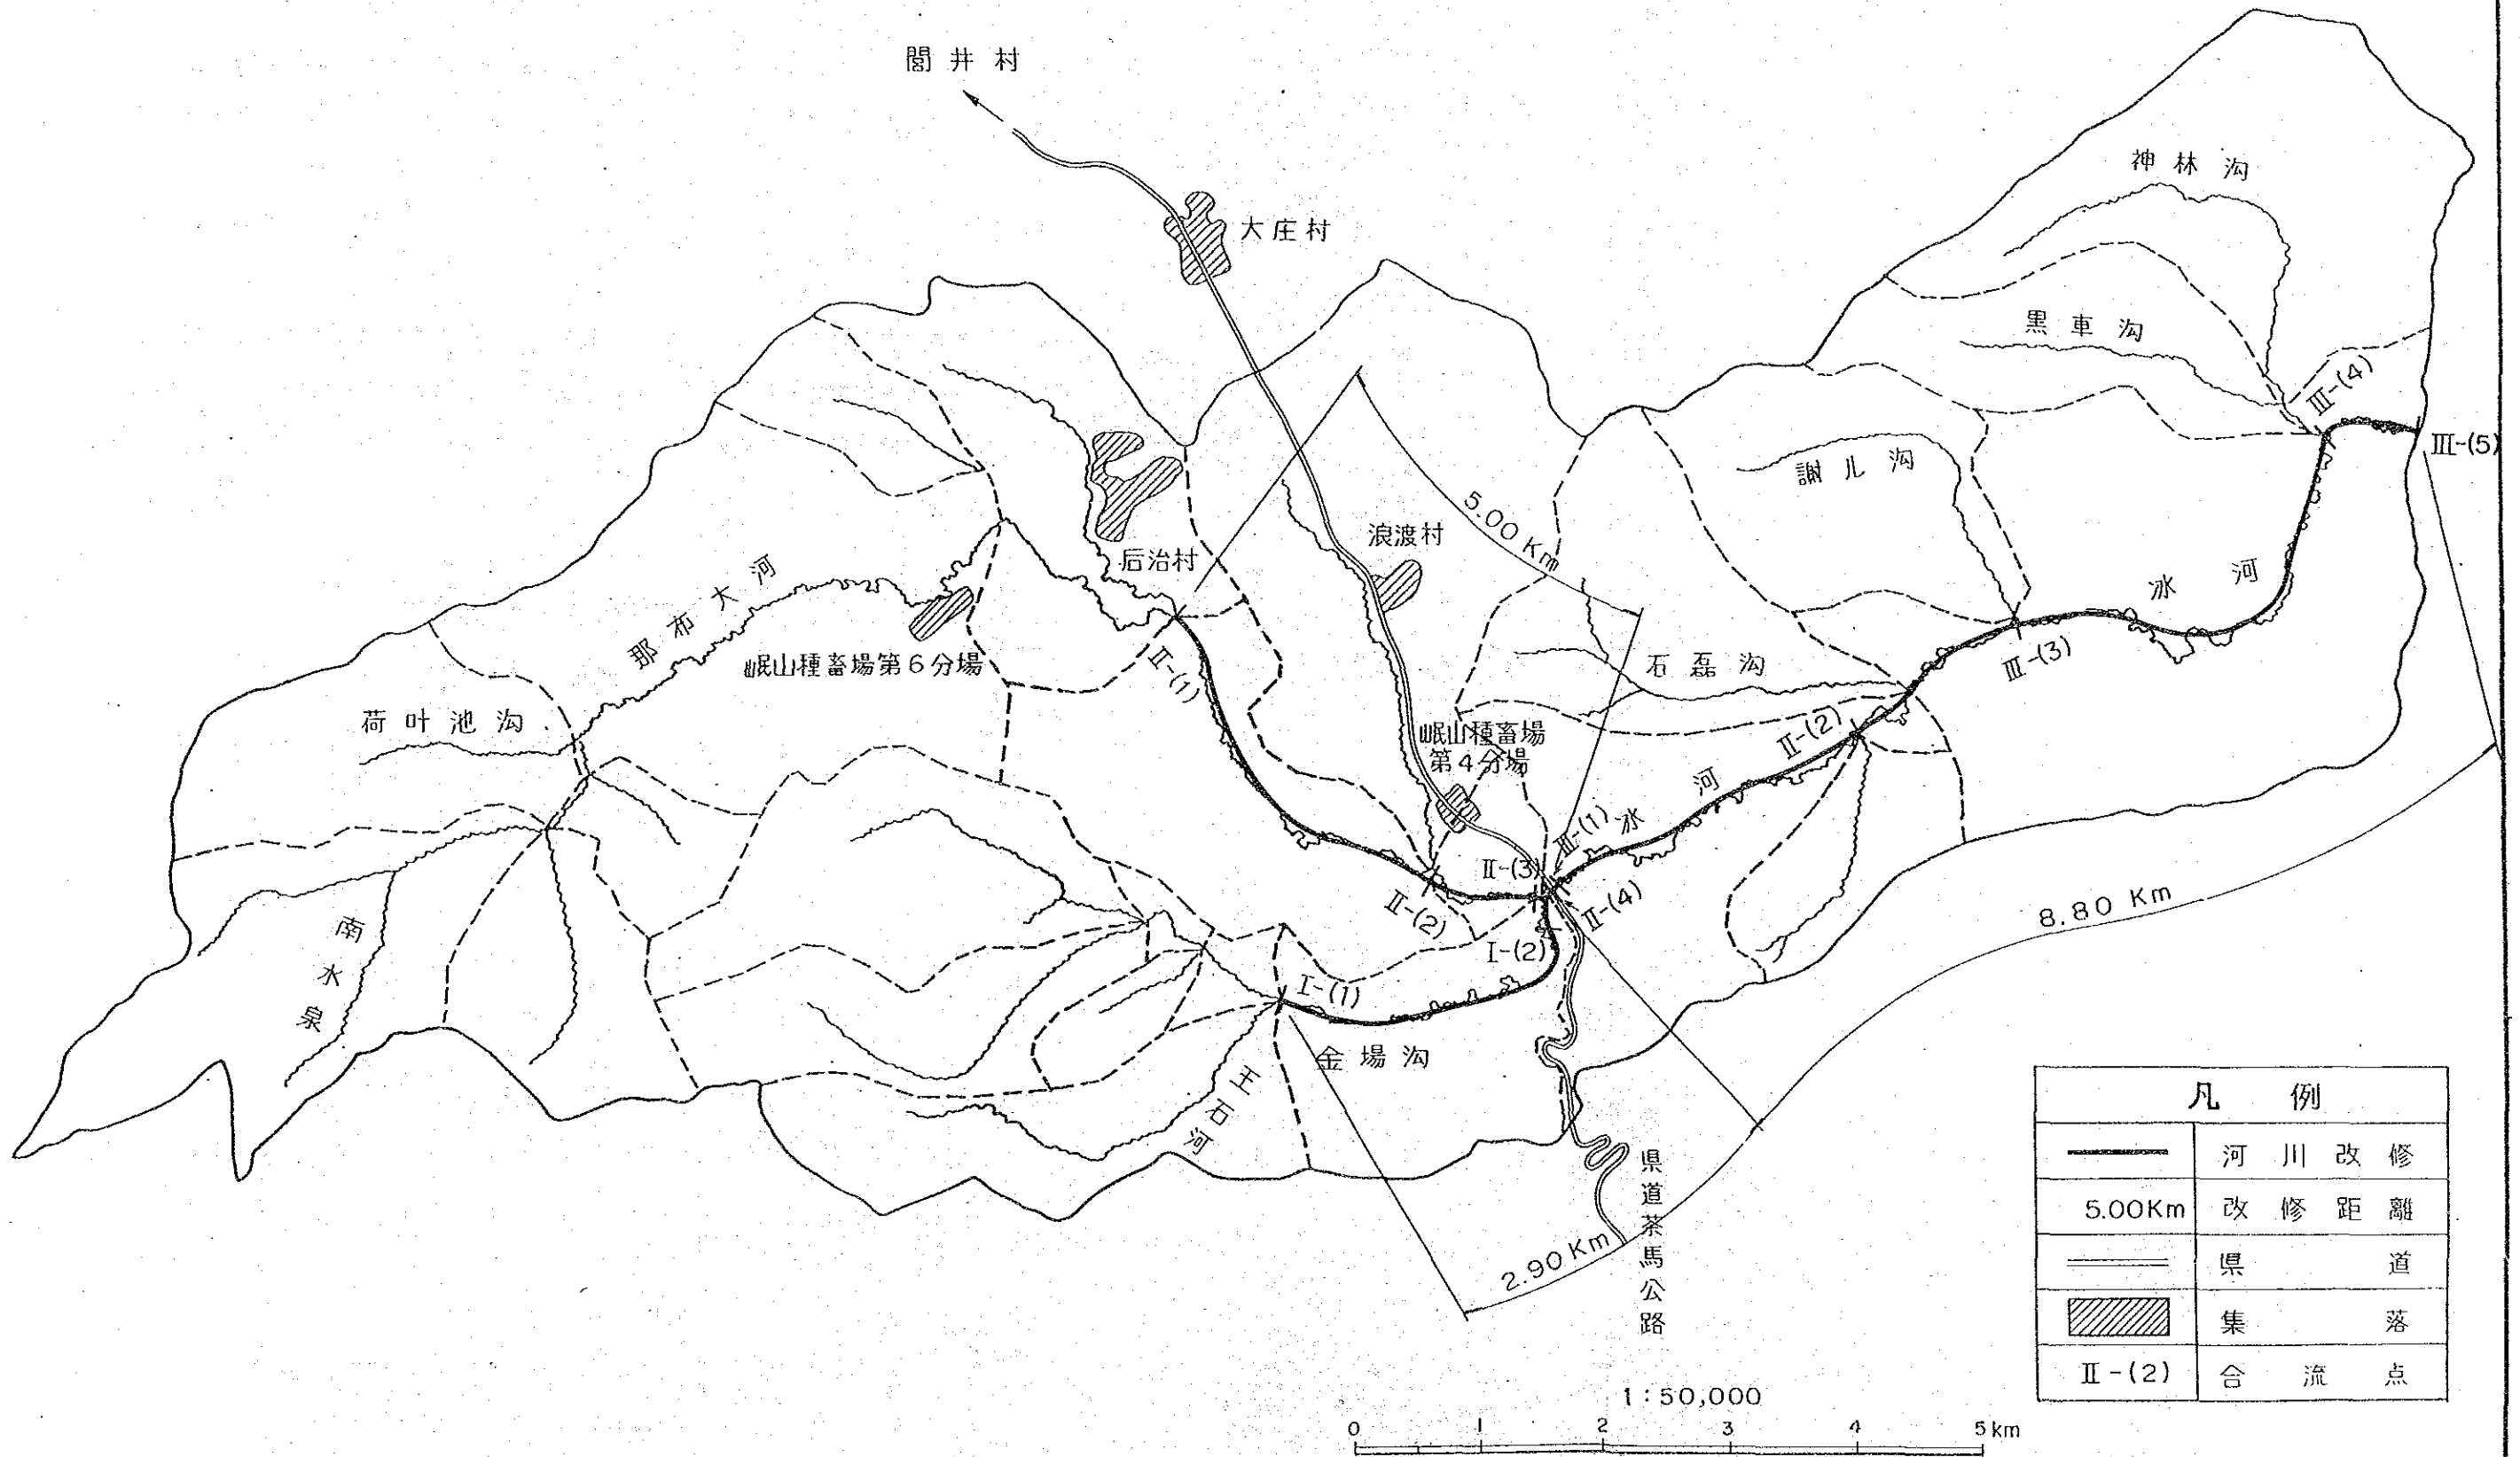 閭井村
神林沟
大庄村
黒車沟
III-(4)
III-(5)
謝儿沟
5.00 Km
浪渡村
后治村
冰河
那布大河
岷山種畜場第6分場
II-(1)
石磊沟
III-(3)
荷叶池沟
岷山種畜場
第4分場
II-(2)
冰河
III-(1)
II-(3)
II-(4)
II-(2)
I-(2)
8.80 Km
南水泉
I-(1)
金場沟
王石河
県道茶馬公路
2.90 Km
凡例
河川改修
5.00Km 改修距離
県道
集落
II-(2) 合流点
1:50,000
0 1 2 3 4 5km